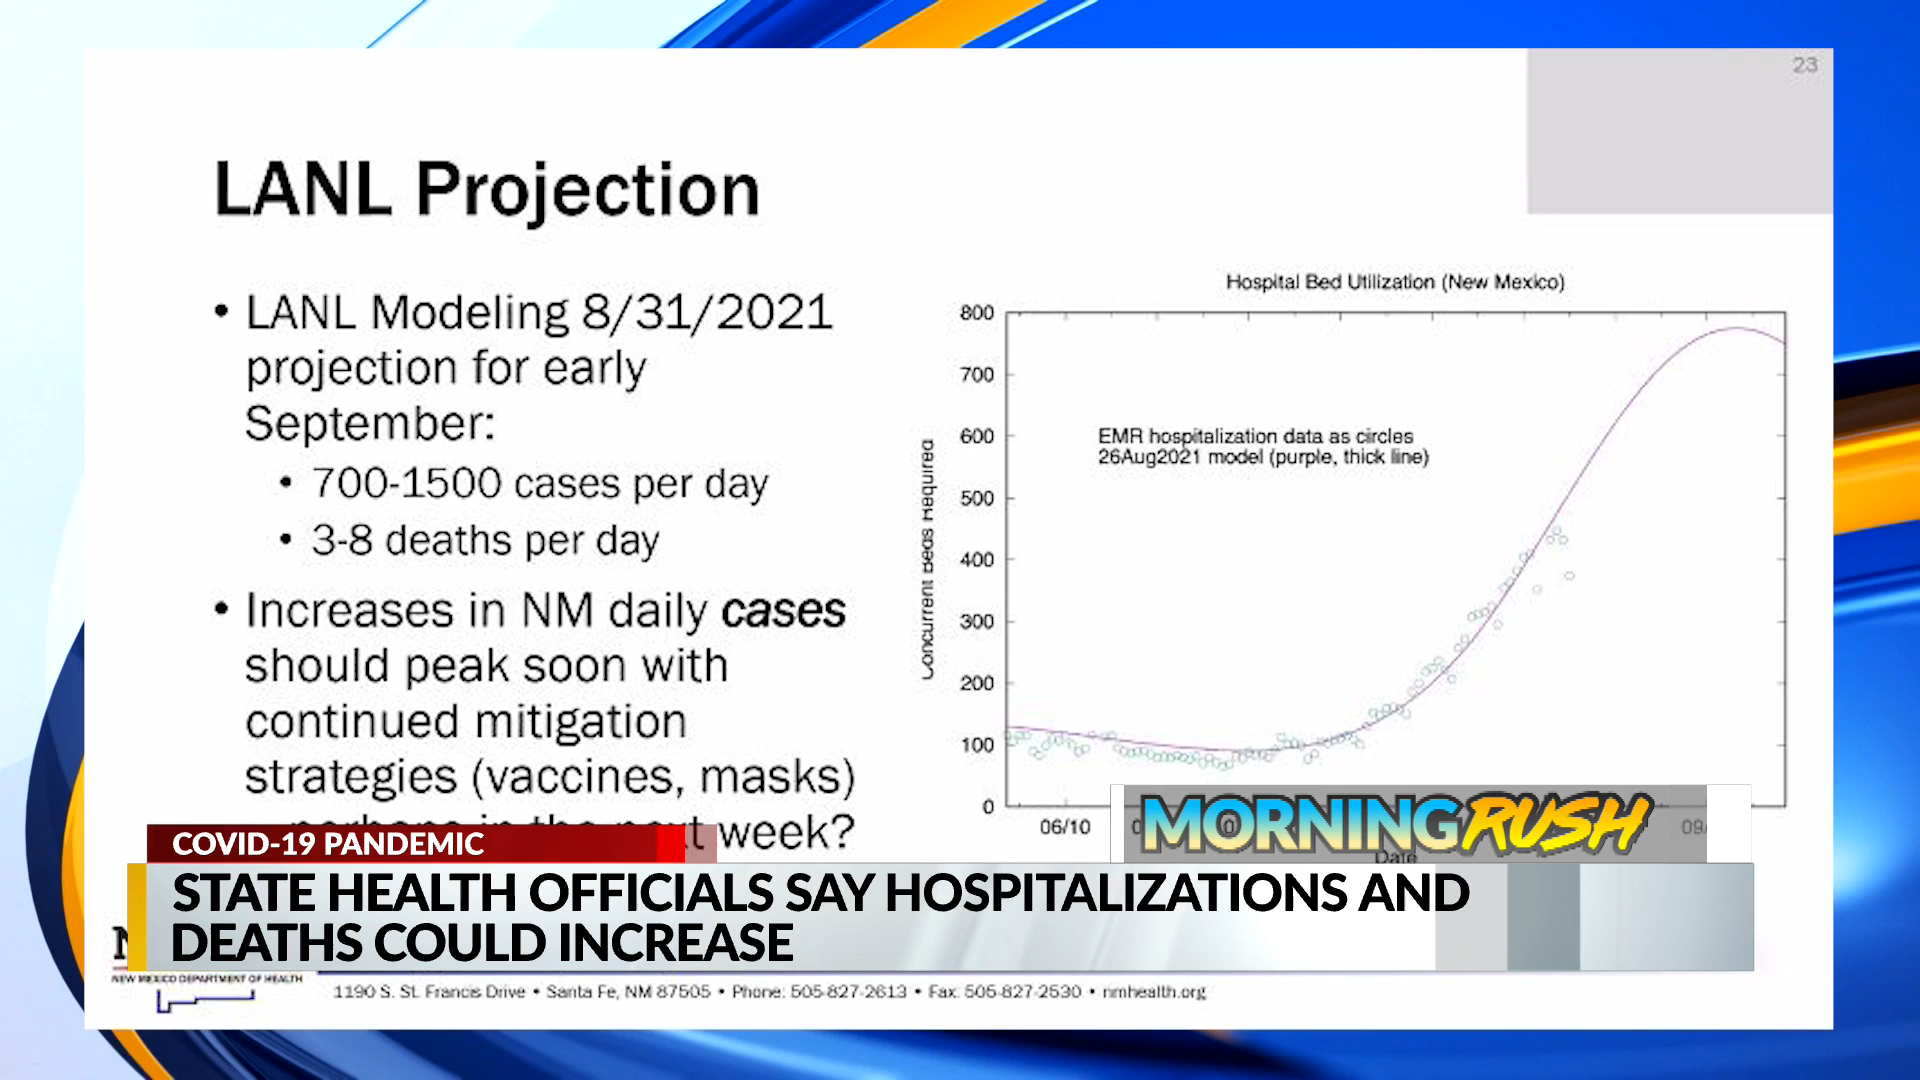 23
LANL Projection
• LANL Modeling 8/31/2021
projection for early
September:
• 700-1500 cases per day
• 3-8 deaths per day
• Increases in NM daily cases
should peak soon with
continued mitigation
strategies (vaccines, masks)
perhaps in the next week?
Hospital Bed Utilization (New Mexico)
800
700
600
500
400
300
200
100
0
Concurrent Beds Required
EMR hospitalization data as circles
26Aug2021 model (purple, thick line)
06/10
Date
MORNING RUSH
COVID-19 PANDEMIC
STATE HEALTH OFFICIALS SAY HOSPITALIZATIONS AND
DEATHS COULD INCREASE
NEW MEXICO DEPARTMENT OF HEALTH
1190 S. St. Francis Drive • Santa Fe, NM 87505 • Phone: 505-827-2613 • Fax: 505-827-2530 • nmhealth.org